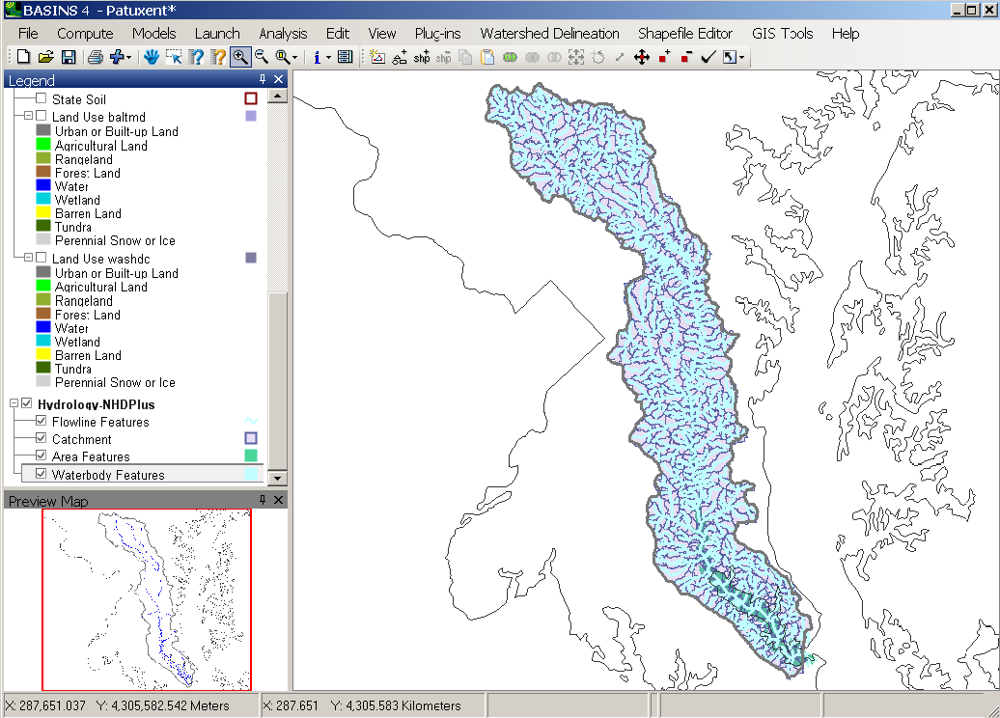 BASINS 4 - Patuxent*
File Compute Models Launch Analysis Edit View Plug-ins Watershed Delineation Shapefile Editor GIS Tools Help
shp shp
Legend
State Soil
Land Use baltmd
Urban or Built-up Land
Agricultural Land
Rangeland
Forest Land
Water
Wetland
Barren Land
Tundra
Perennial Snow or Ice
Land Use washdc
Urban or Built-up Land
Agricultural Land
Rangeland
Forest Land
Water
Wetland
Barren Land
Tundra
Perennial Snow or Ice
Hydrology-NHDPlus
Flowline Features
Catchment
Area Features
Waterbody Features
Preview Map
X: 287,651.037 Y: 4,305,582.542 Meters X: 287.651 Y: 4,305.583 Kilometers